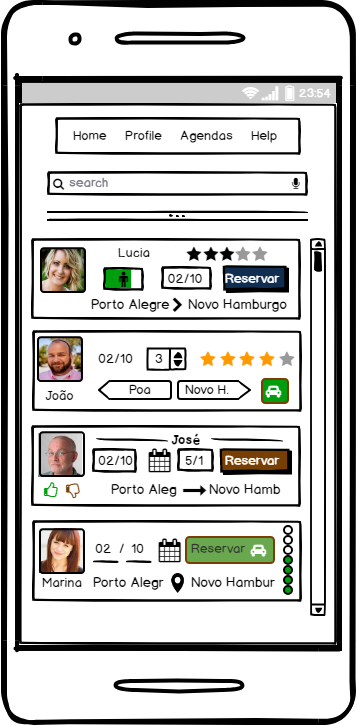 23:54
Home Profile Agendas Help
search
Lucia
02/10 Reservar
Porto Alegre Novo Hamburgo
02/10 3
João Poa Novo H.
José
02/10 5/1 Reservar
Porto Aleg Novo Hamb
02 / 10 Reservar
Marina Porto Alegr Novo Hambur